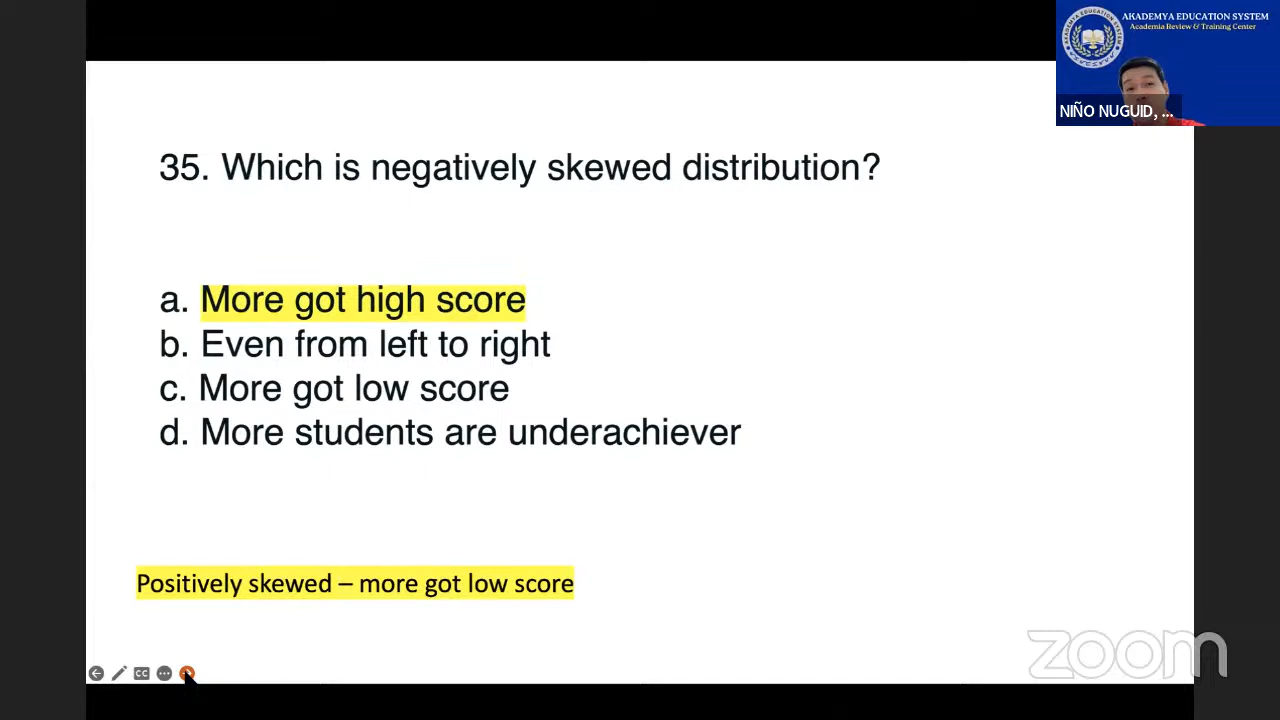 AKADEMYA EDUCATION SYSTEM
Academia Review & Training Center
NIÑO NUGUID, ...
35. Which is negatively skewed distribution?
a. More got high score
b. Even from left to right
c. More got low score
d. More students are underachiever
Positively skewed – more got low score
CC
zoom